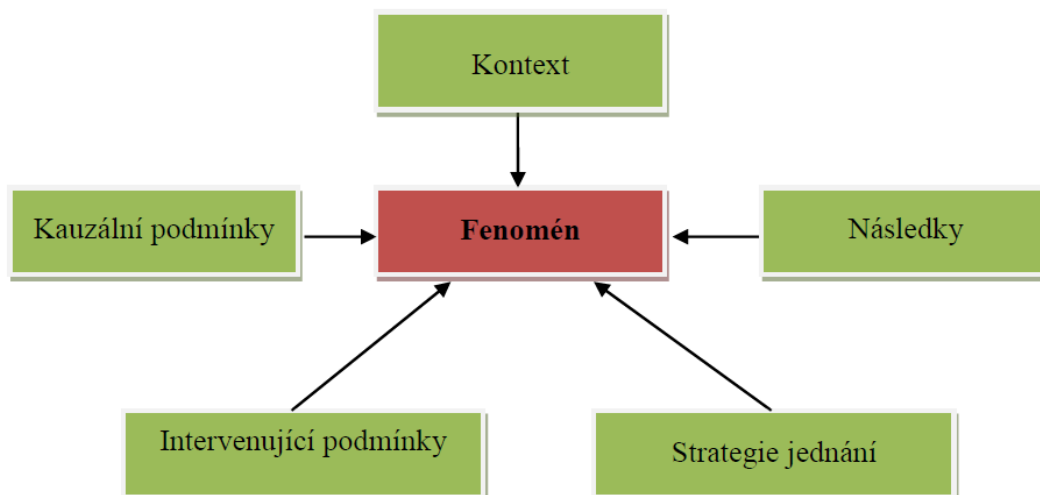 Kontext
Kauzální podmínky
Fenomén
Následky
Intervenující podmínky
Strategie jednání